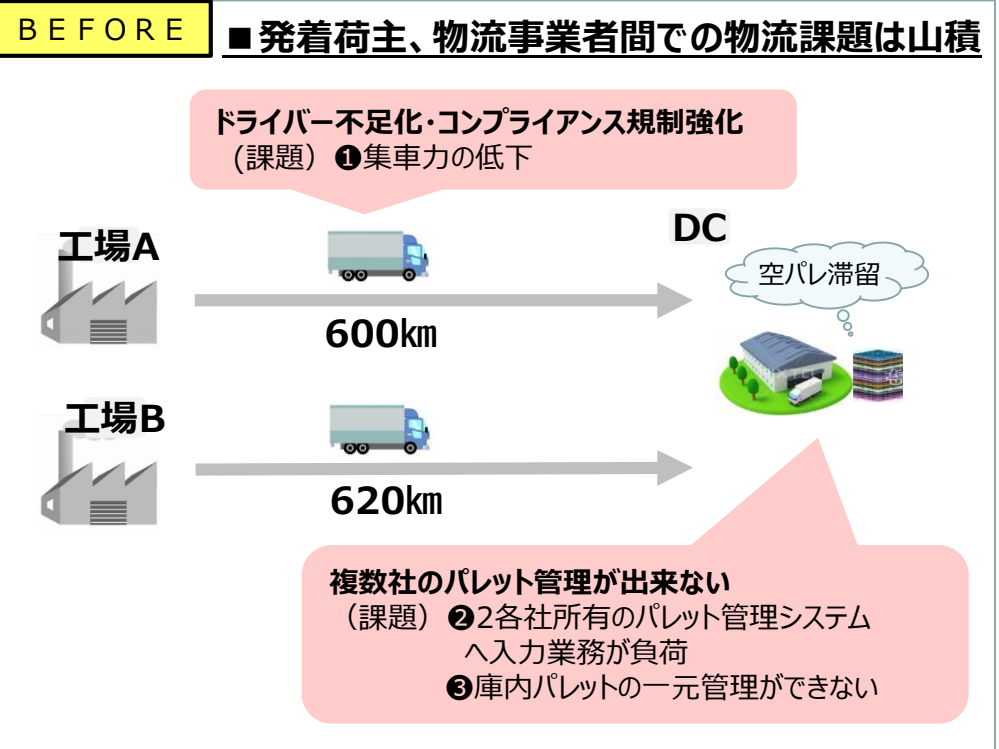 BEFORE
■発着荷主、物流事業者間での物流課題は山積
ドライバー不足化・コンプライアンス規制強化
(課題）❶集車力の低下
工場A
DC
空パレ滞留
600㎞
工場B
620㎞
複数社のパレット管理が出来ない
（課題）❷2各社所有のパレット管理システム
へ入力業務が負荷
❸庫内パレットの一元管理ができない